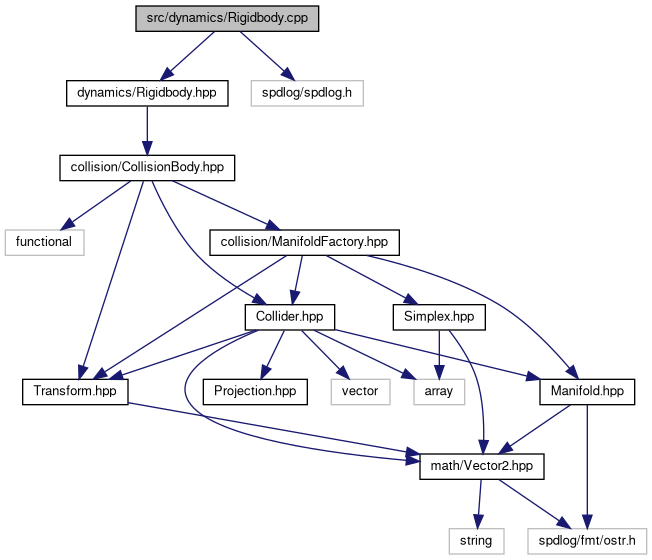 src/dynamics/Rigidbody.cpp
dynamics/Rigidbody.hpp
spdlog/spdlog.h
collision/CollisionBody.hpp
functional
collision/ManifoldFactory.hpp
Collider.hpp
Simplex.hpp
Transform.hpp
Projection.hpp
vector
array
Manifold.hpp
math/Vector2.hpp
string
spdlog/fmt/ostr.h